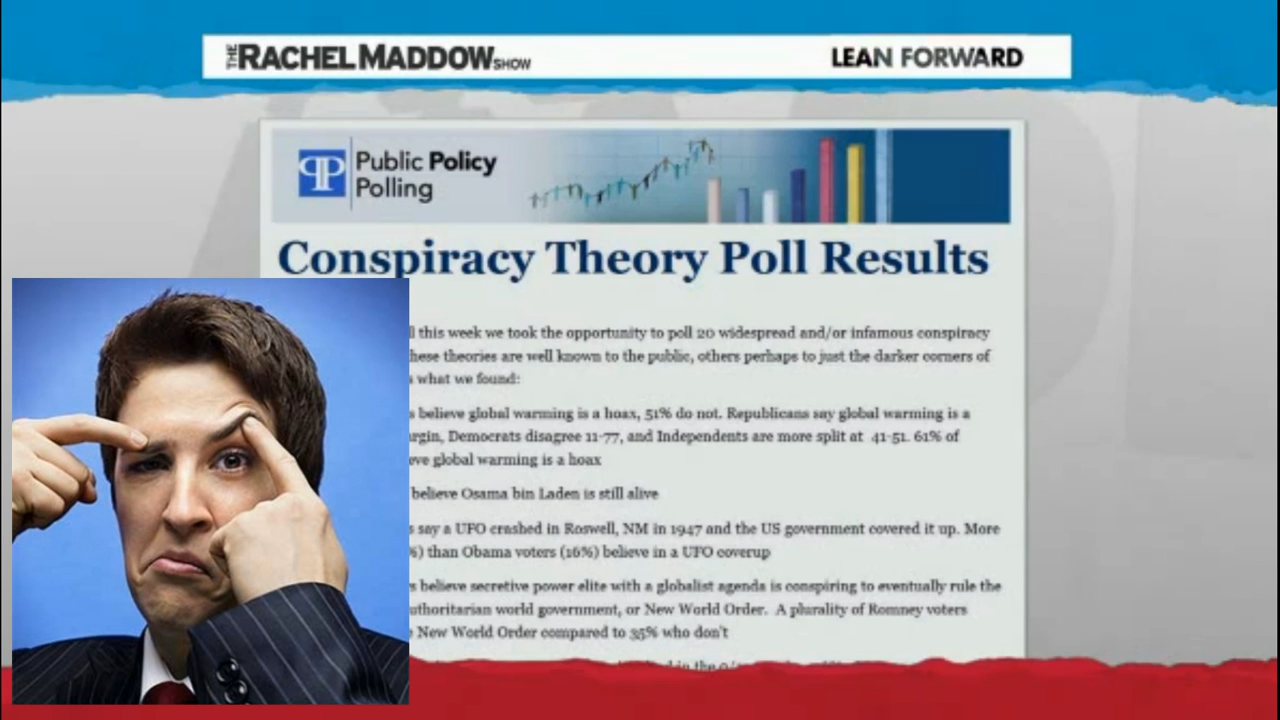 THE RACHEL MADDOW SHOW
LEAN FORWARD
PP
Public Policy
Polling
Conspiracy Theory Poll Results
this week we took the opportunity to poll 20 widespread and/or infamous conspiracy
hese theories are well known to the public, others perhaps to just the darker corners of
what we found:
believe global warming is a hoax, 51% do not. Republicans say global warming is a
rgin, Democrats disagree 11-77, and Independents are more split at 41-51. 61% of
eve global warming is a hoax
believe Osama bin Laden is still alive
say a UFO crashed in Roswell, NM in 1947 and the US government covered it up. More
%) than Obama voters (16%) believe in a UFO coverup
believe secretive power elite with a globalist agenda is conspiring to eventually rule the
uthoritarian world government, or New World Order. A plurality of Romney voters
New World Order compared to 35% who don't